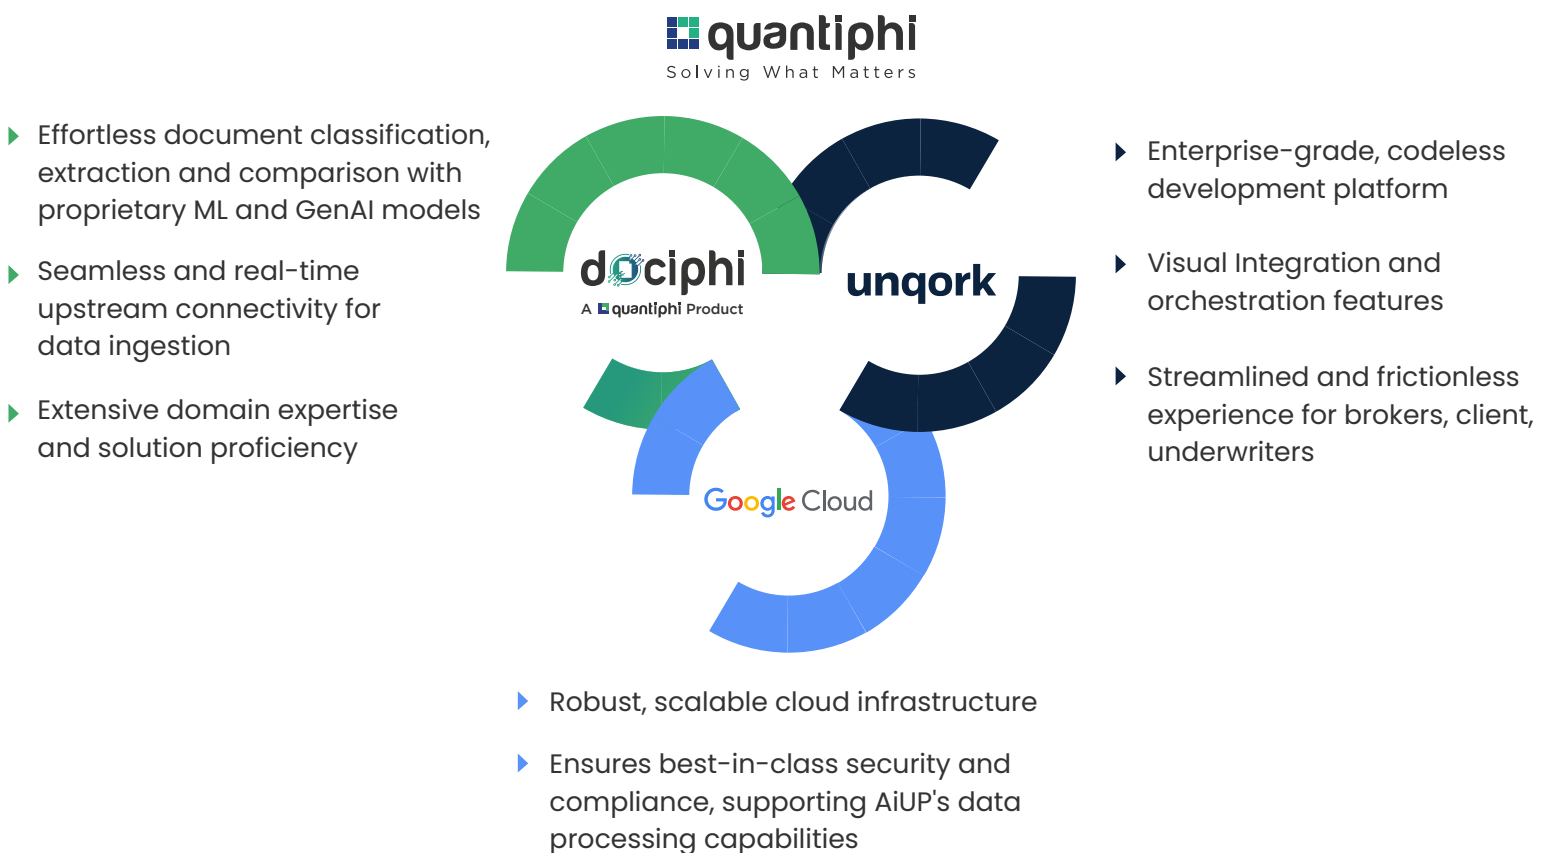 quantiphi
Solving What Matters
Effortless document classification,
extraction and comparison with
proprietary ML and GenAI models
Seamless and real-time
upstream connectivity for
data ingestion
Extensive domain expertise
and solution proficiency
dociphi
A quantiphi Product
unqork
Google Cloud
Enterprise-grade, codeless
development platform
Visual Integration and
orchestration features
Streamlined and frictionless
experience for brokers, client,
underwriters
Robust, scalable cloud infrastructure
Ensures best-in-class security and
compliance, supporting AiUP's data
processing capabilities